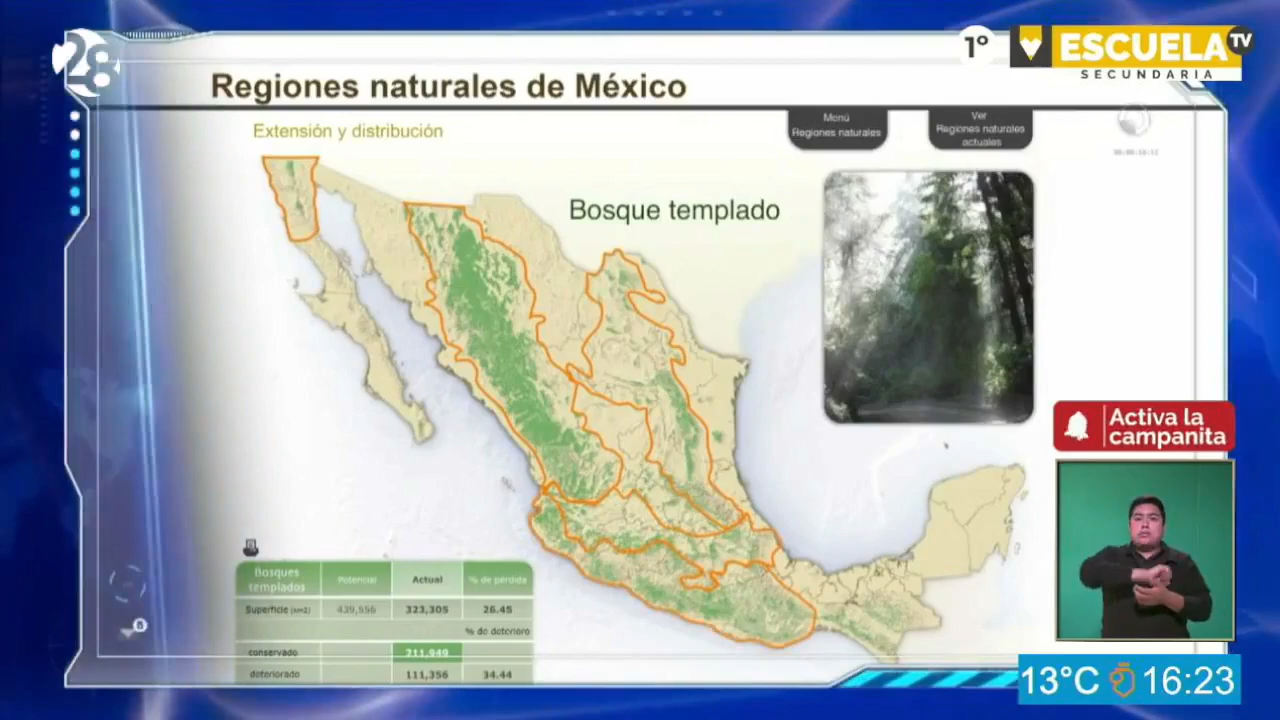 28
1º
ESCUELA TV
SECUNDARIA
Regiones naturales de México
Extensión y distribución
Menú
Regiones naturales
Ver
Regiones naturales
actuales
Bosque templado
Activa la
campanita
Bosques
templados
Potencial
Actual
% de pérdida
Superficie (km2)
439,556
323,305
26.45
% de deterioro
conservado
211,949
deteriorado
111,356
34.44
13°C
16:23